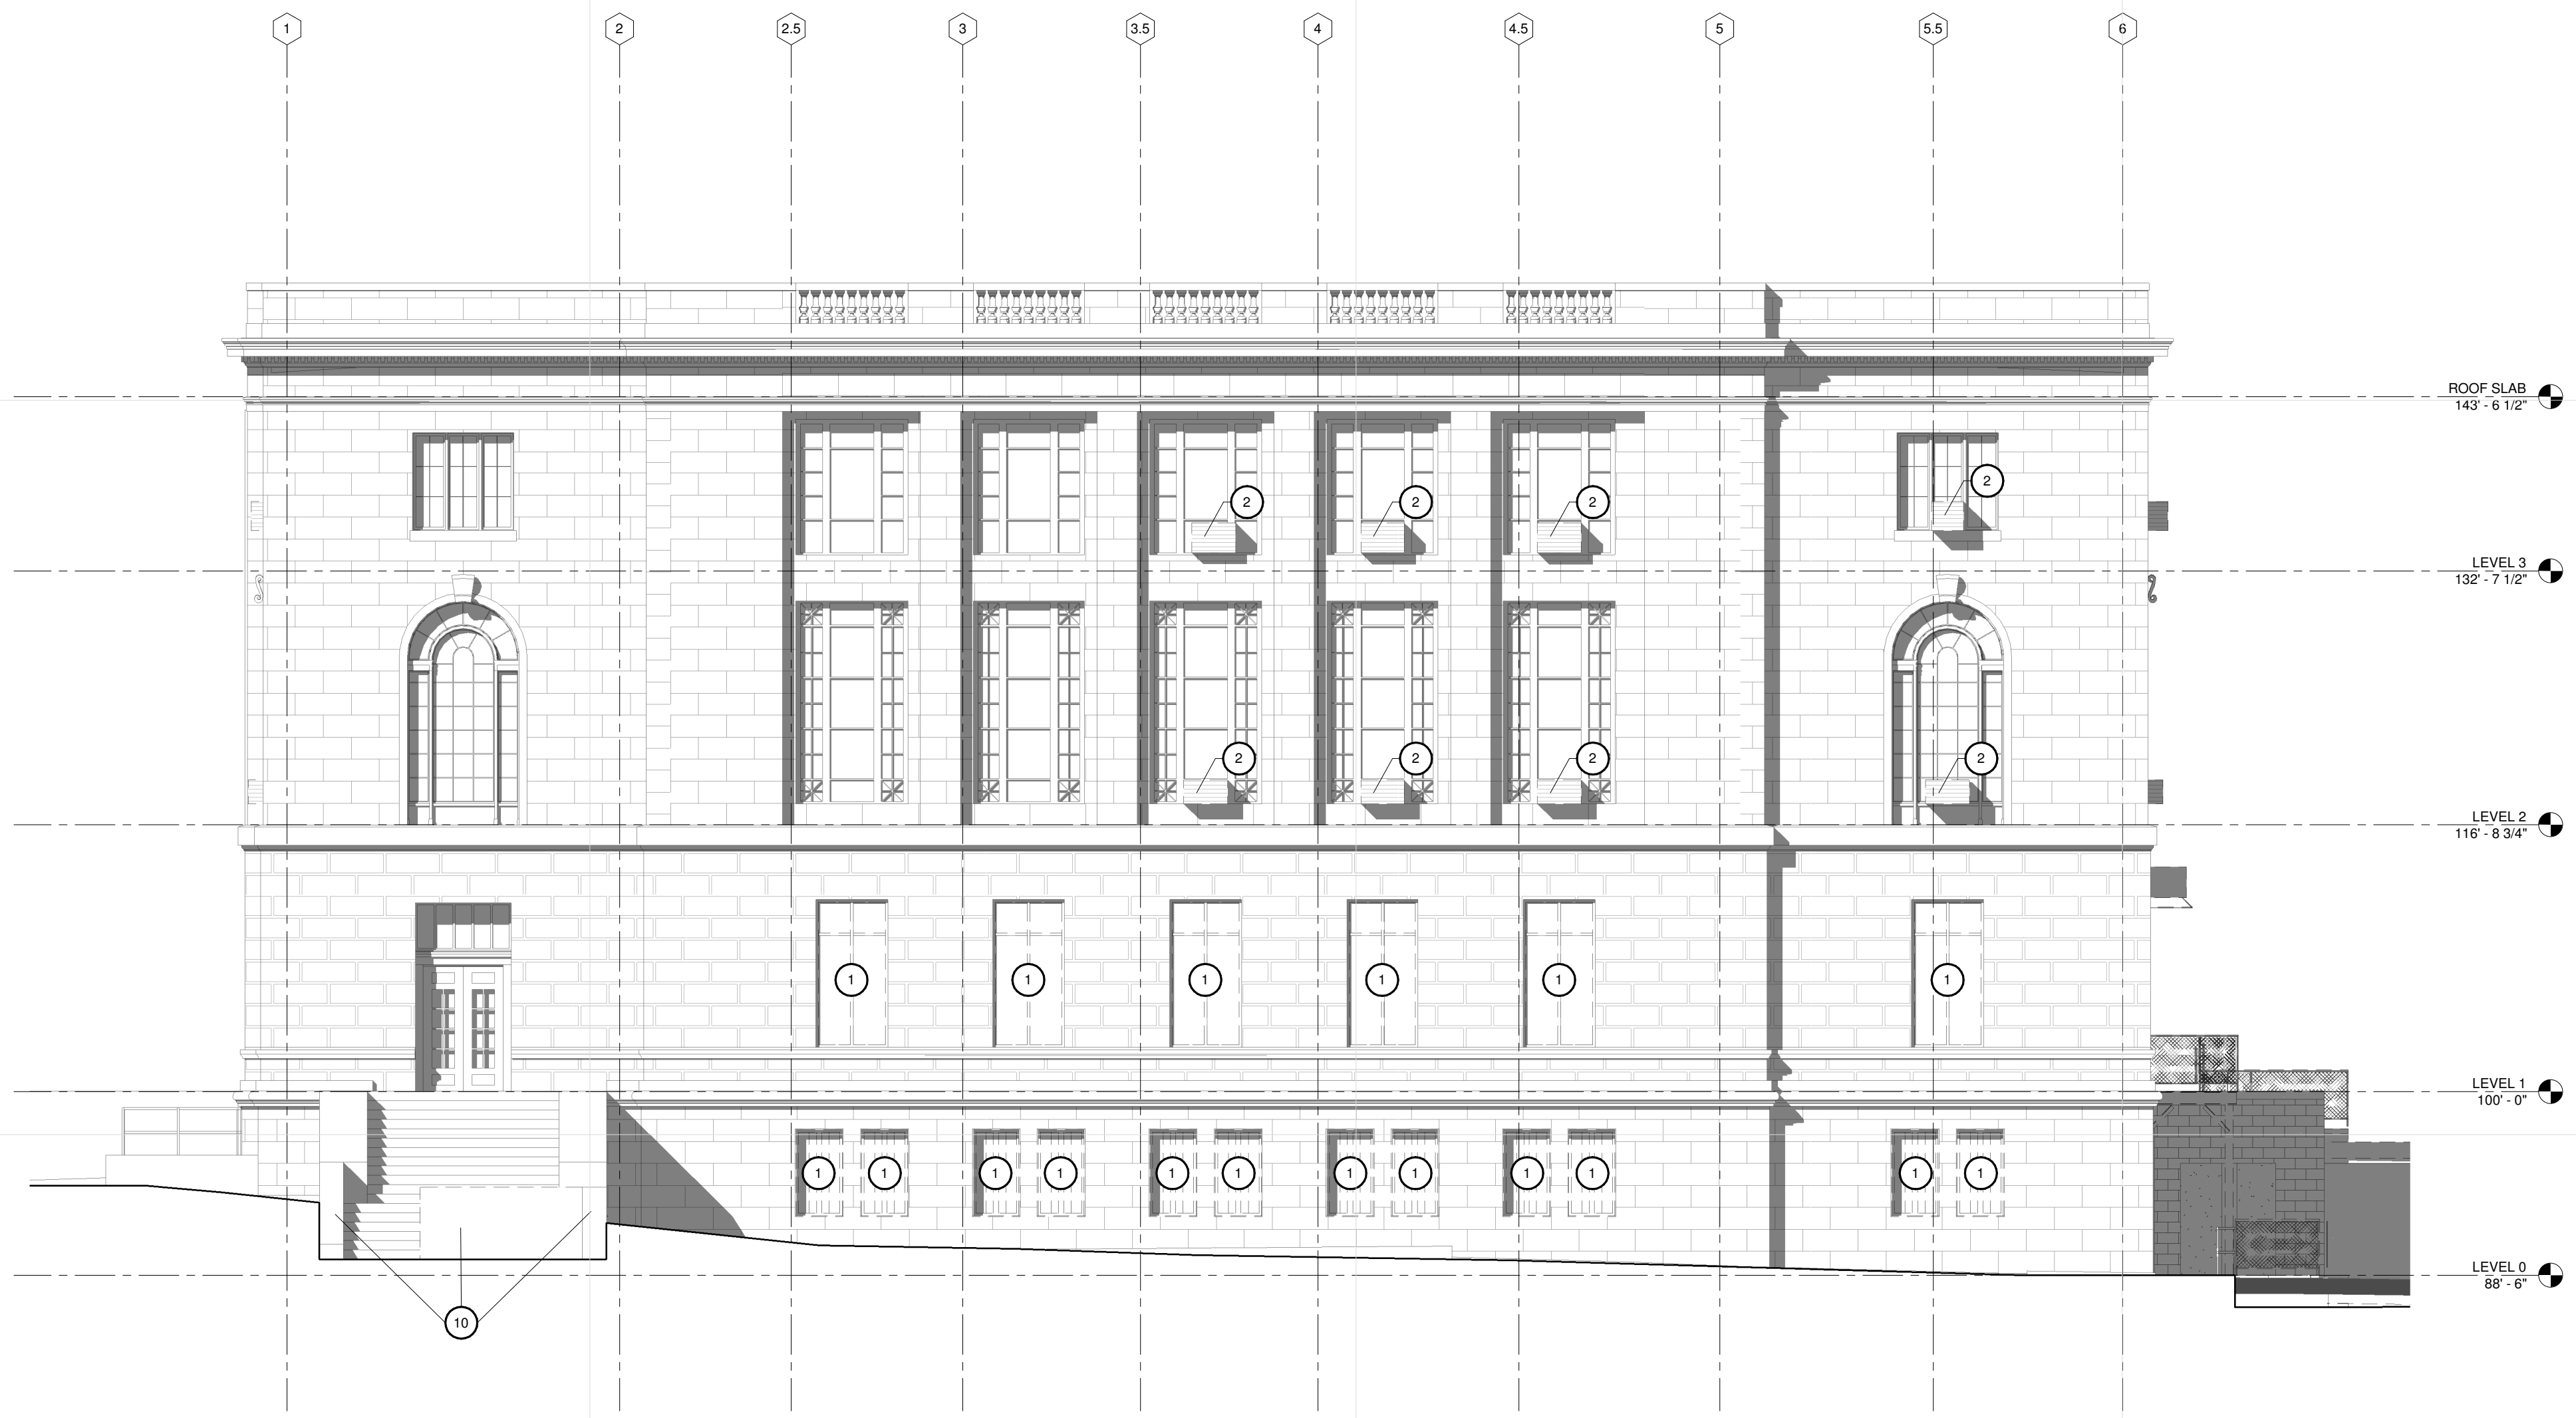 1 2 2.5 3 3.5 4 4.5 5 5.5 6
ROOF SLAB
143' - 6 1/2"
2
2 2 2
LEVEL 3
132' - 7 1/2"
2 2 2 2
LEVEL 2
116' - 8 3/4"
1 1 1 1 1 1
LEVEL 1
100' - 0"
1 1 1 1 1 1 1 1 1 1 1 1
LEVEL 0
88' - 6"
10